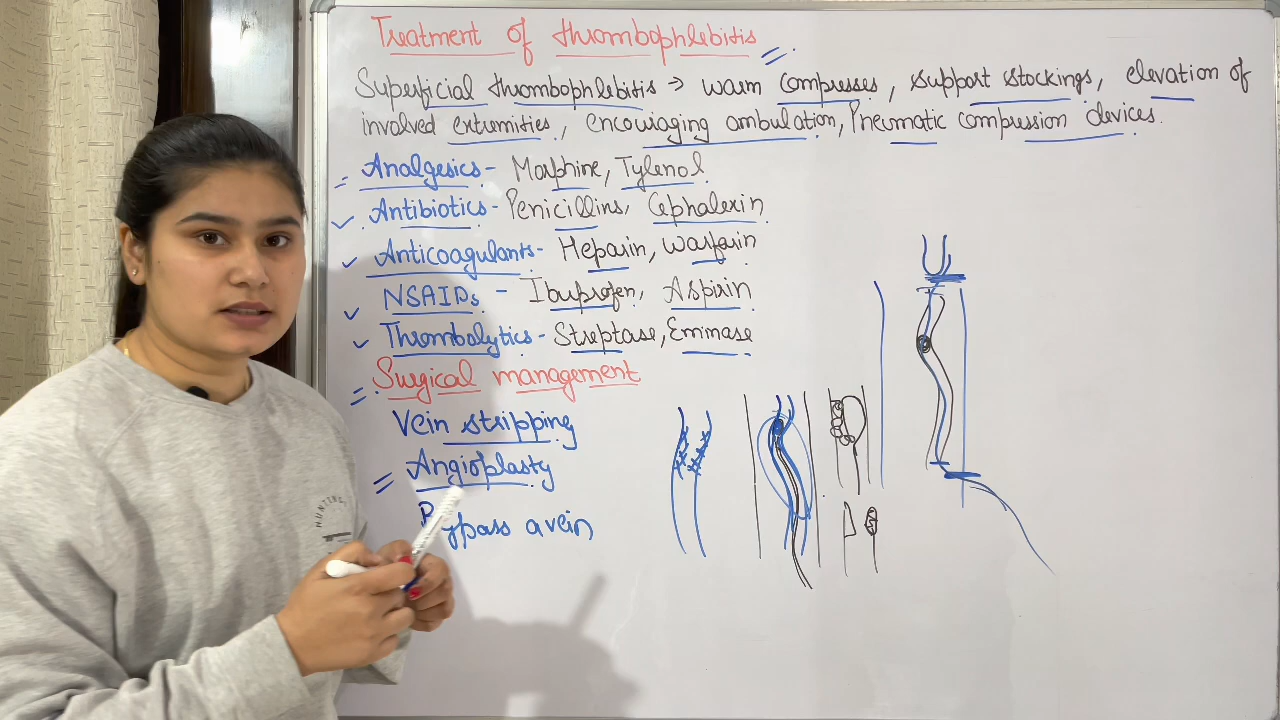 Treatment of thrombophlebitis
Superficial thrombophlebitis → warm compresses, support stockings, elevation of
involved extremities, encouraging ambulation, Pneumatic compression devices.
Analgesics - Morphine, Tylenol
Antibiotics - Penicillins, Cephalexin
Anticoagulants - Heparin, Warfarin
NSAIDs - Ibuprofen, Aspirin
Thrombolytics - Streptase, Eminase
Surgical management
Vein stripping
Angioplasty
Bypass a vein